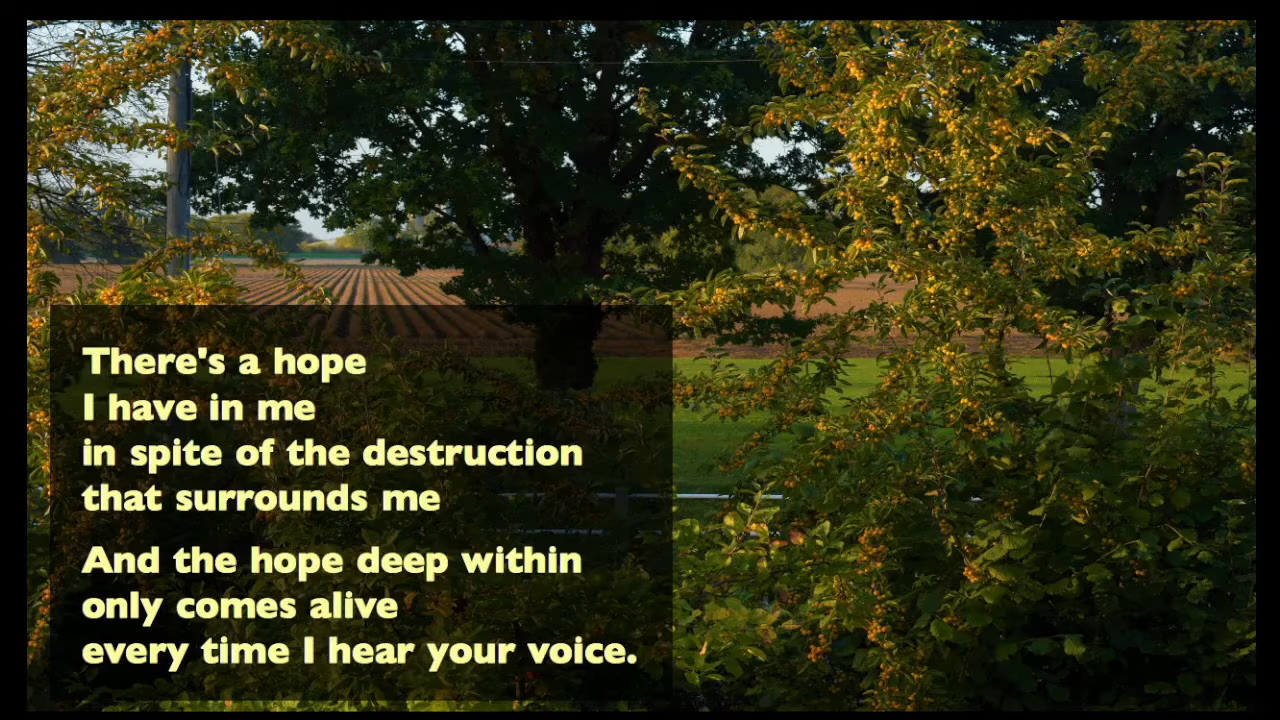 There's a hope
I have in me
in spite of the destruction
that surrounds me
And the hope deep within
only comes alive
every time I hear your voice.